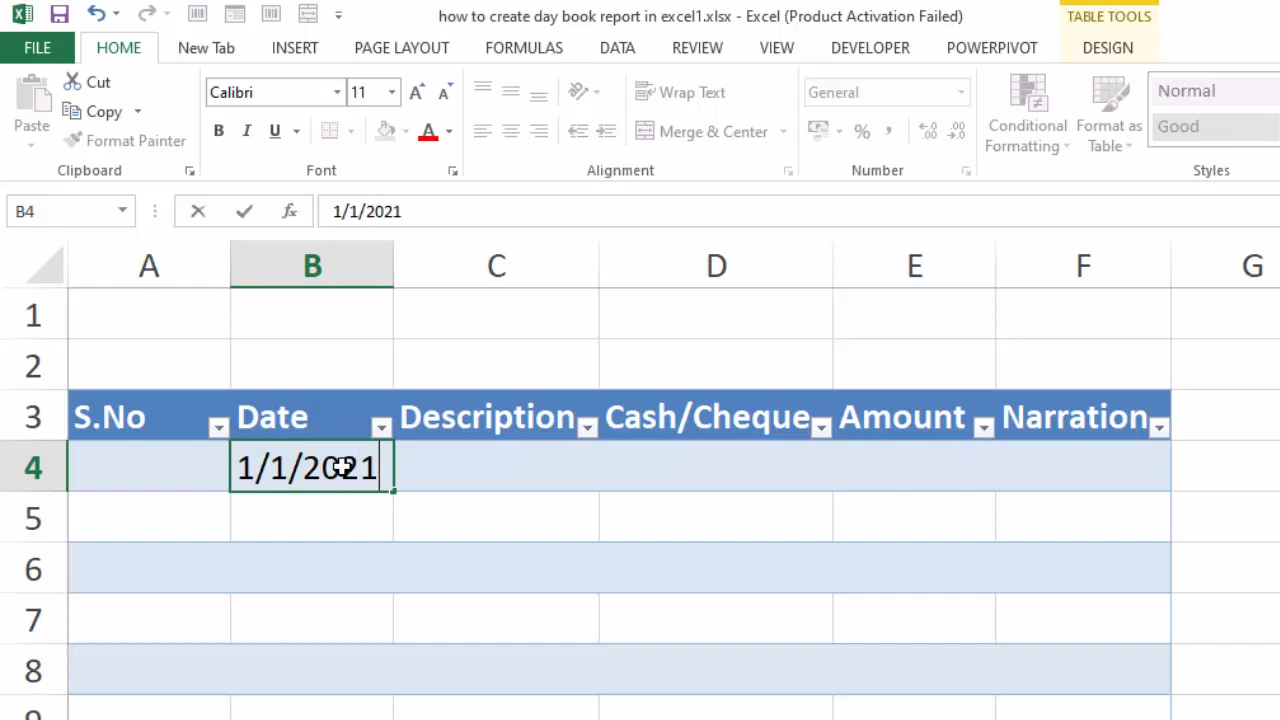 how to create day book report in excel1.xlsx - Excel (Product Activation Failed)
TABLE TOOLS
FILE HOME New Tab INSERT PAGE LAYOUT FORMULAS DATA REVIEW VIEW DEVELOPER POWERPIVOT DESIGN
Paste
Cut
Copy
Format Painter
Clipboard
Calibri 11
B I U
Font
Wrap Text
Merge & Center
Alignment
General
Number
Conditional Formatting
Format as Table
Normal
Good
Styles
B4 fx 1/1/2021
A B C D E F G
1
2
3 S.No Date Description Cash/Cheque Amount Narration
4 1/1/2021
5
6
7
8
9